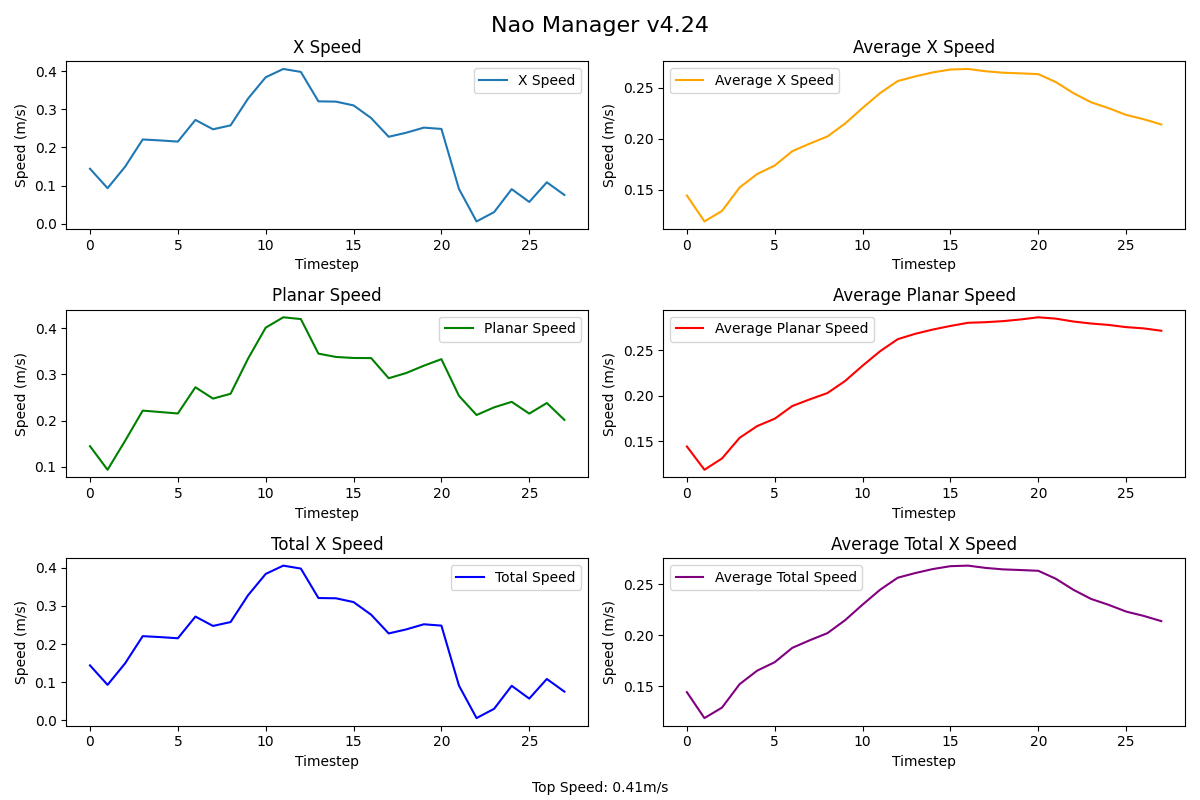 Nao Manager v4.24
X Speed
Speed (m/s)
0.4
0.3
0.2
0.1
0.0
X Speed
0 5 10 15 20 25
Timestep
Average X Speed
Speed (m/s)
0.25
0.20
0.15
Average X Speed
0 5 10 15 20 25
Timestep
Planar Speed
Speed (m/s)
0.4
0.3
0.2
0.1
Planar Speed
0 5 10 15 20 25
Timestep
Average Planar Speed
Speed (m/s)
0.25
0.20
0.15
Average Planar Speed
0 5 10 15 20 25
Timestep
Total X Speed
Speed (m/s)
0.4
0.3
0.2
0.1
0.0
Total Speed
0 5 10 15 20 25
Timestep
Average Total X Speed
Speed (m/s)
0.25
0.20
0.15
Average Total Speed
0 5 10 15 20 25
Timestep
Top Speed: 0.41m/s